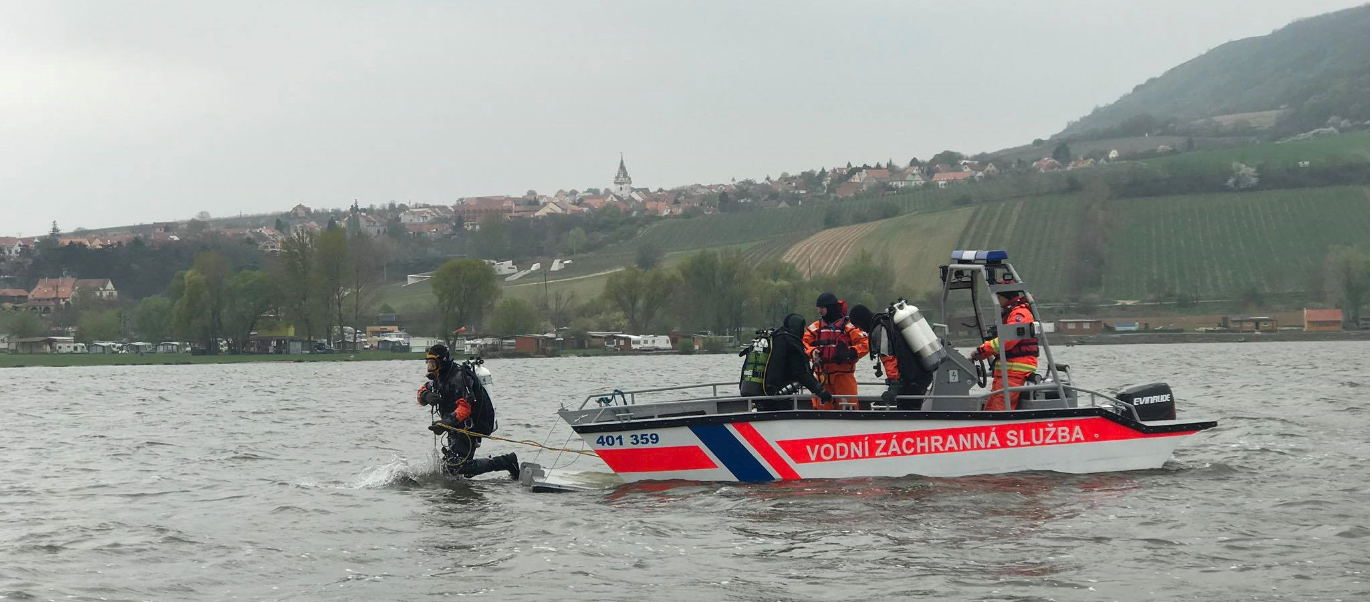 401 359
VODNÍ ZÁCHRANNÁ SLUŽBA
EVINRUDE